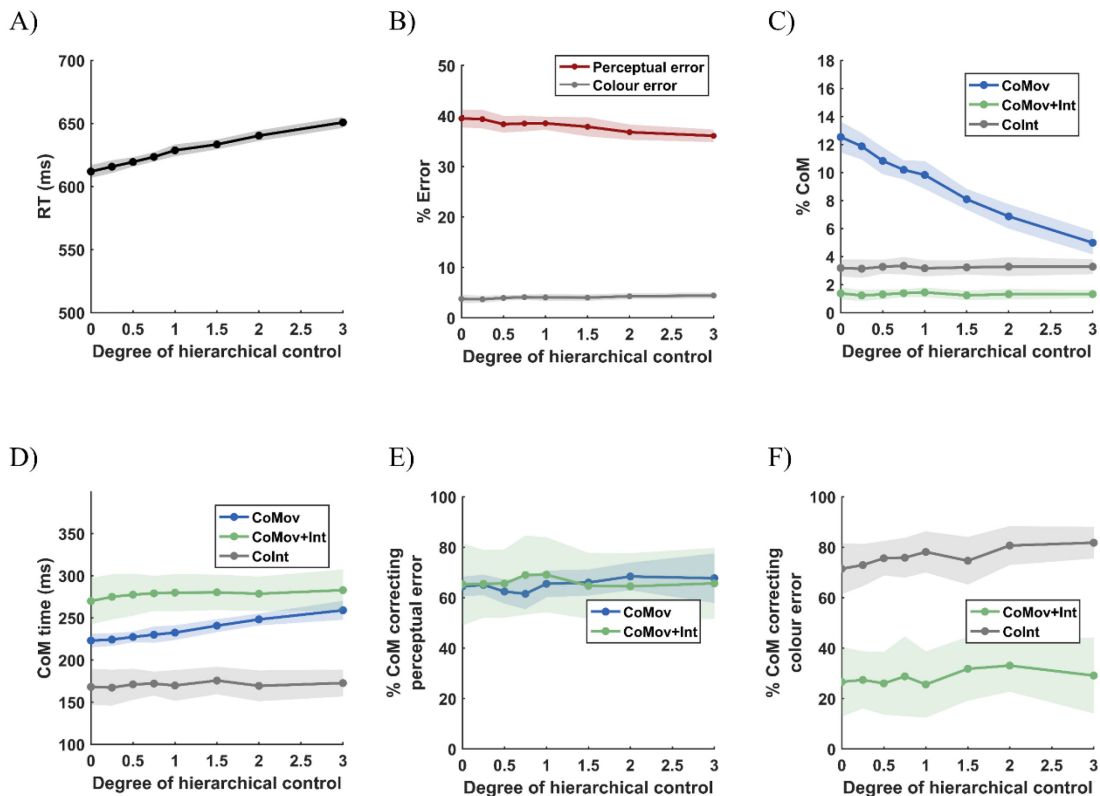 A)
RT (ms)
700
650
600
550
500
0 0.5 1 1.5 2 2.5 3
Degree of hierarchical control
B)
% Error
50
40
30
20
10
0
Perceptual error
Colour error
0 0.5 1 1.5 2 2.5 3
Degree of hierarchical control
C)
% CoM
18
16
14
12
10
8
6
4
2
0
CoMov
CoMov+Int
CoInt
0 0.5 1 1.5 2 2.5 3
Degree of hierarchical control
D)
CoM time (ms)
350
300
250
200
150
100
CoMov
CoMov+Int
CoInt
0 0.5 1 1.5 2 2.5 3
Degree of hierarchical control
E)
% CoM correcting
perceptual error
100
80
60
40
20
0
CoMov
CoMov+Int
0 0.5 1 1.5 2 2.5 3
Degree of hierarchical control
F)
% CoM correcting
colour error
100
80
60
40
20
0
CoMov+Int
CoInt
0 0.5 1 1.5 2 2.5 3
Degree of hierarchical control